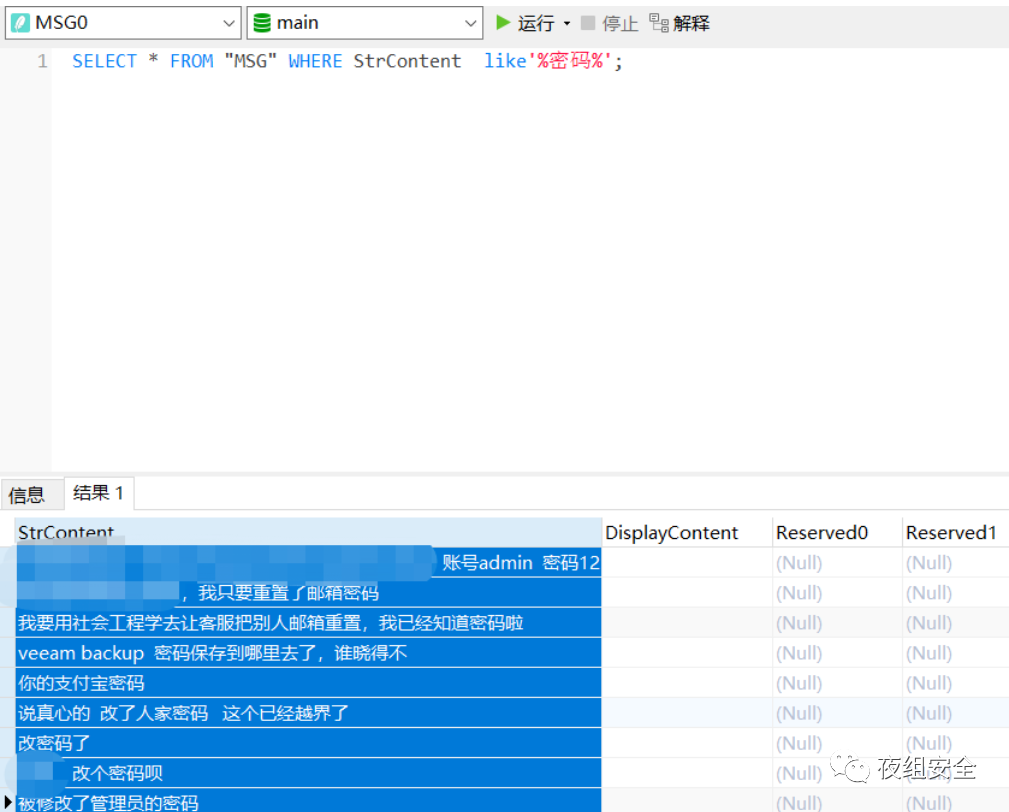 MSG0 main 运行 停止 解释
1 SELECT * FROM "MSG" WHERE StrContent like'%密码%';
信息 结果 1
StrContent DisplayContent Reserved0 Reserved1
账号admin 密码12 (Null) (Null)
，我只要重置了邮箱密码 (Null) (Null)
我要用社会工程学去让客服把别人邮箱重置，我已经知道密码啦 (Null) (Null)
veeam backup 密码保存到哪里去了，谁晓得不 (Null) (Null)
你的支付宝密码 (Null) (Null)
说真心的 改了人家密码 这个已经越界了 (Null) (Null)
改密码了 (Null) (Null)
改个密码呗 (Null) (Null)
被修改了管理员的密码 (Null) (Null)
夜组安全